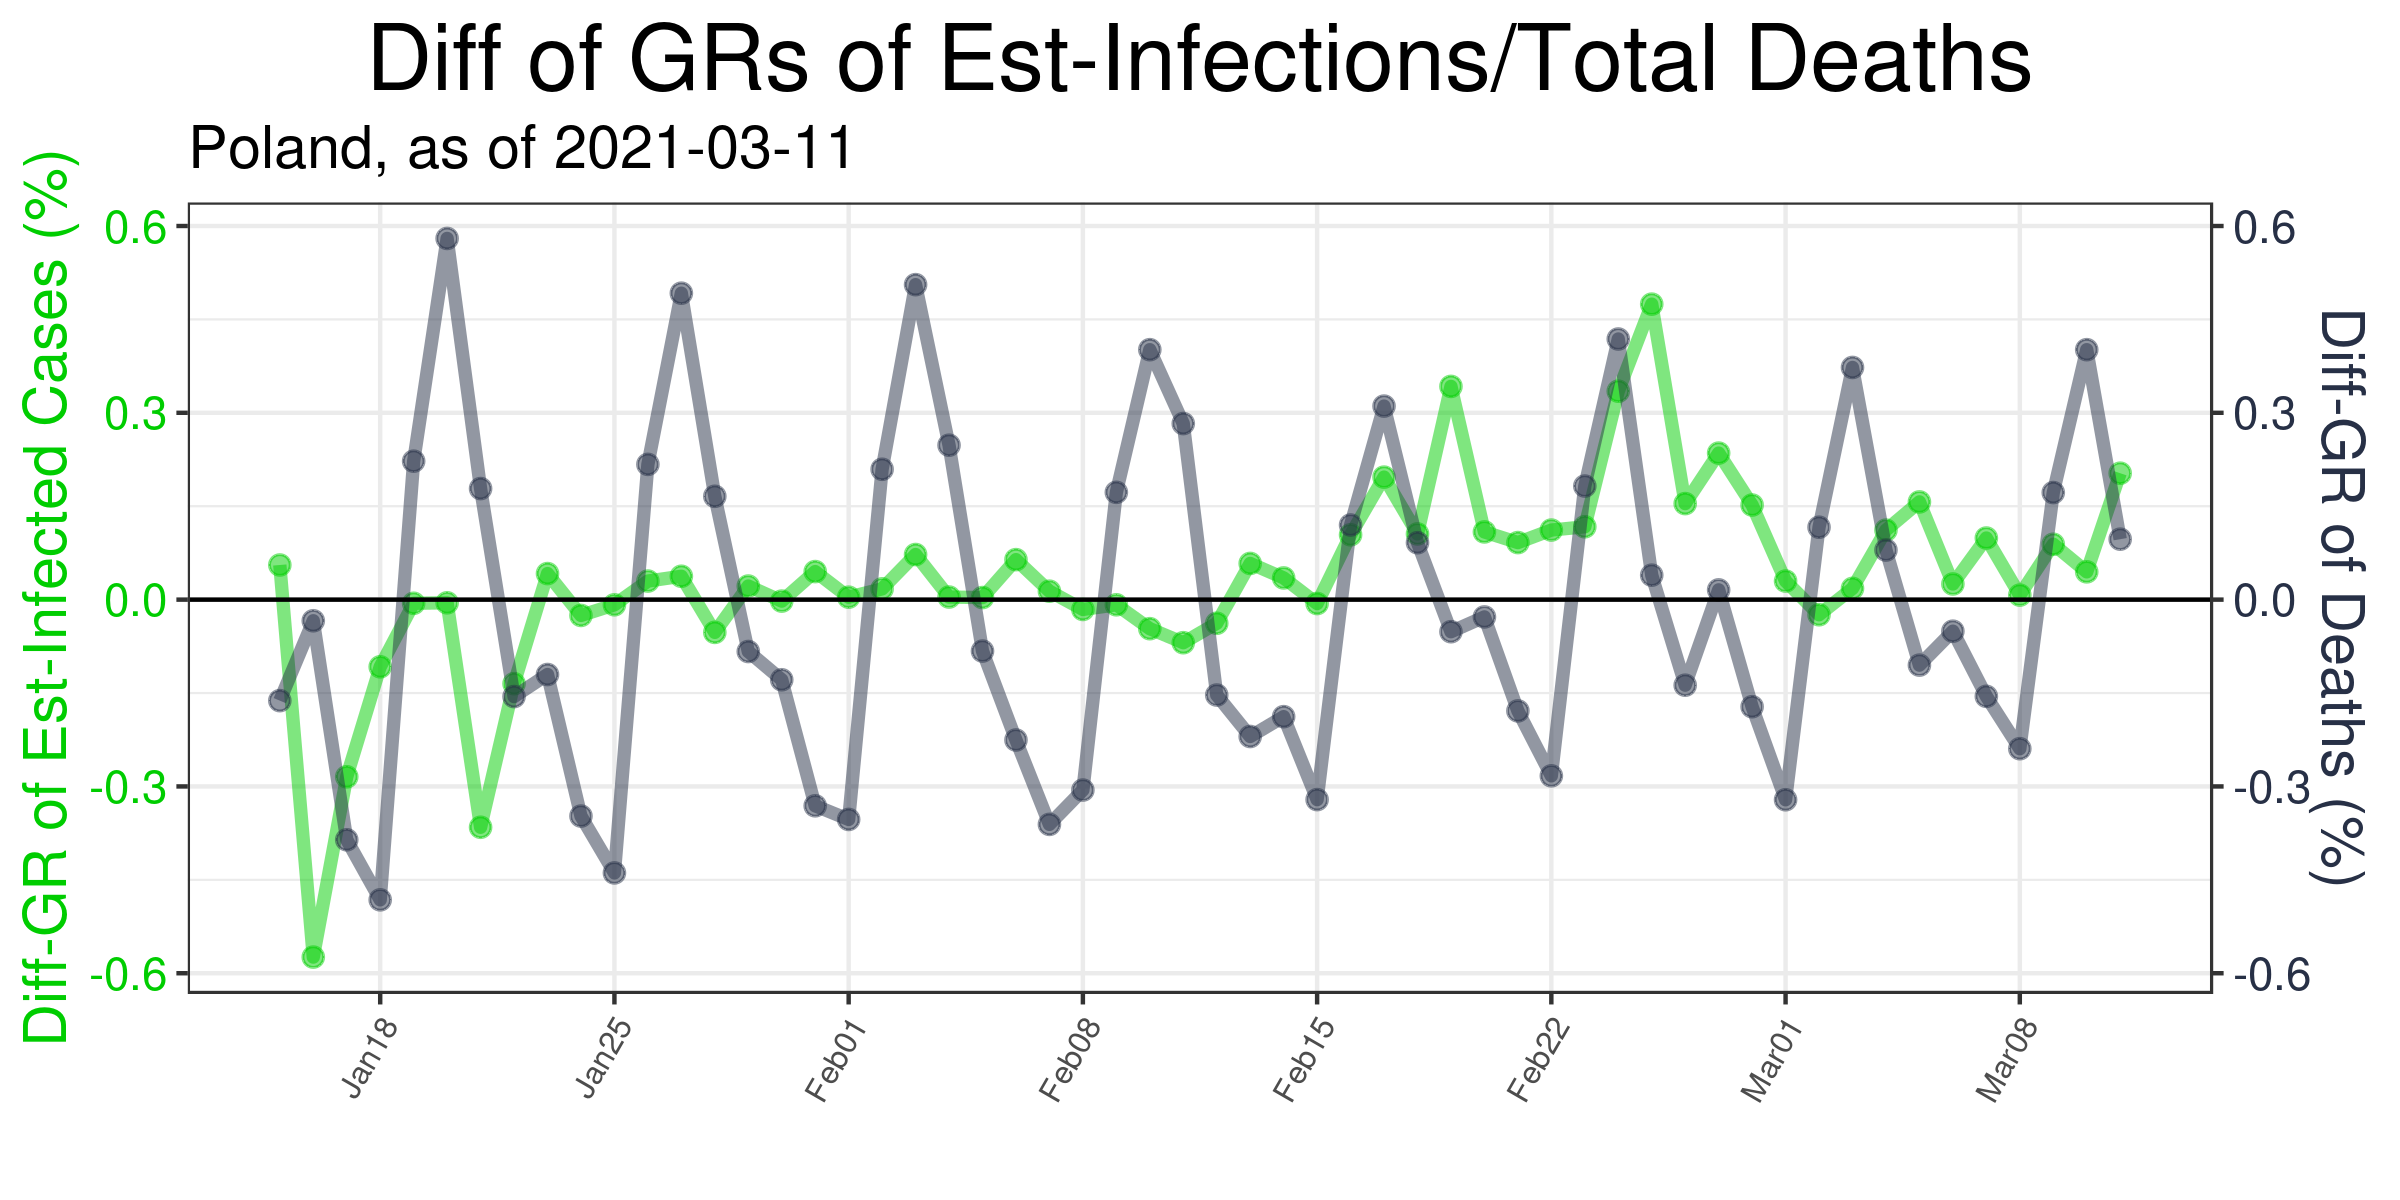 Diff of GRs of Est-Infections/Total Deaths
Poland, as of 2021-03-11
Diff-GR of Est-Infected Cases (%)
0.6
0.3
0.0
-0.3
-0.6
0.6
0.3
0.0
-0.3
-0.6
Diff-GR of Deaths (%)
Jan18
Jan25
Feb01
Feb08
Feb15
Feb22
Mar01
Mar08